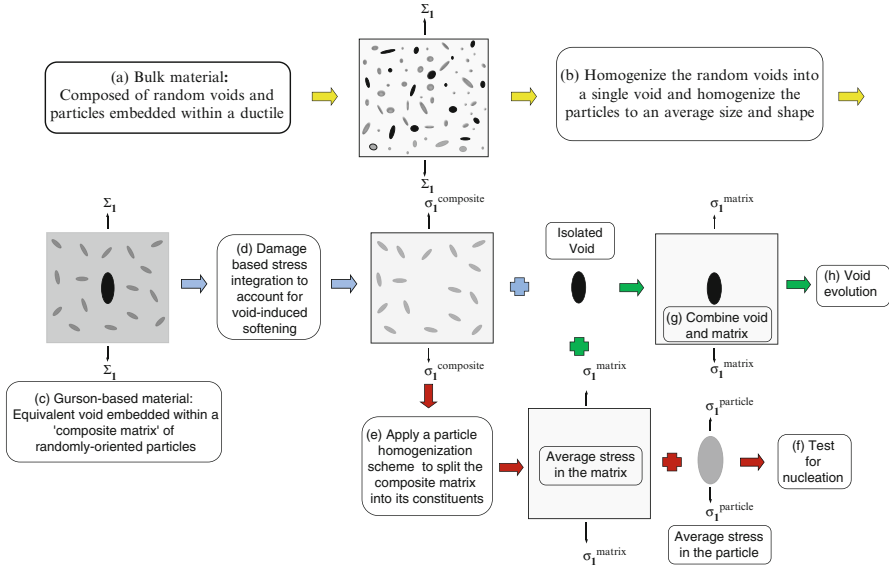 Σ1
(a) Bulk material:
Composed of random voids and
particles embedded within a ductile
(b) Homogenize the random voids into
a single void and homogenize the
particles to an average size and shape
Σ1
Σ1
σ1composite
σ1matrix
(d) Damage
based stress
integration to
account for
void-induced
softening
Isolated
Void
(g) Combine void
and matrix
(h) Void
evolution
Σ1
σ1composite
σ1matrix
σ1matrix
(c) Gurson-based material:
Equivalent void embedded within a
'composite matrix' of
randomly-oriented particles
(e) Apply a particle
homogenization
scheme to split the
composite matrix
into its constituents
Average stress
in the matrix
σ1particle
(f) Test
for
nucleation
σ1particle
Average stress
in the particle
σ1matrix